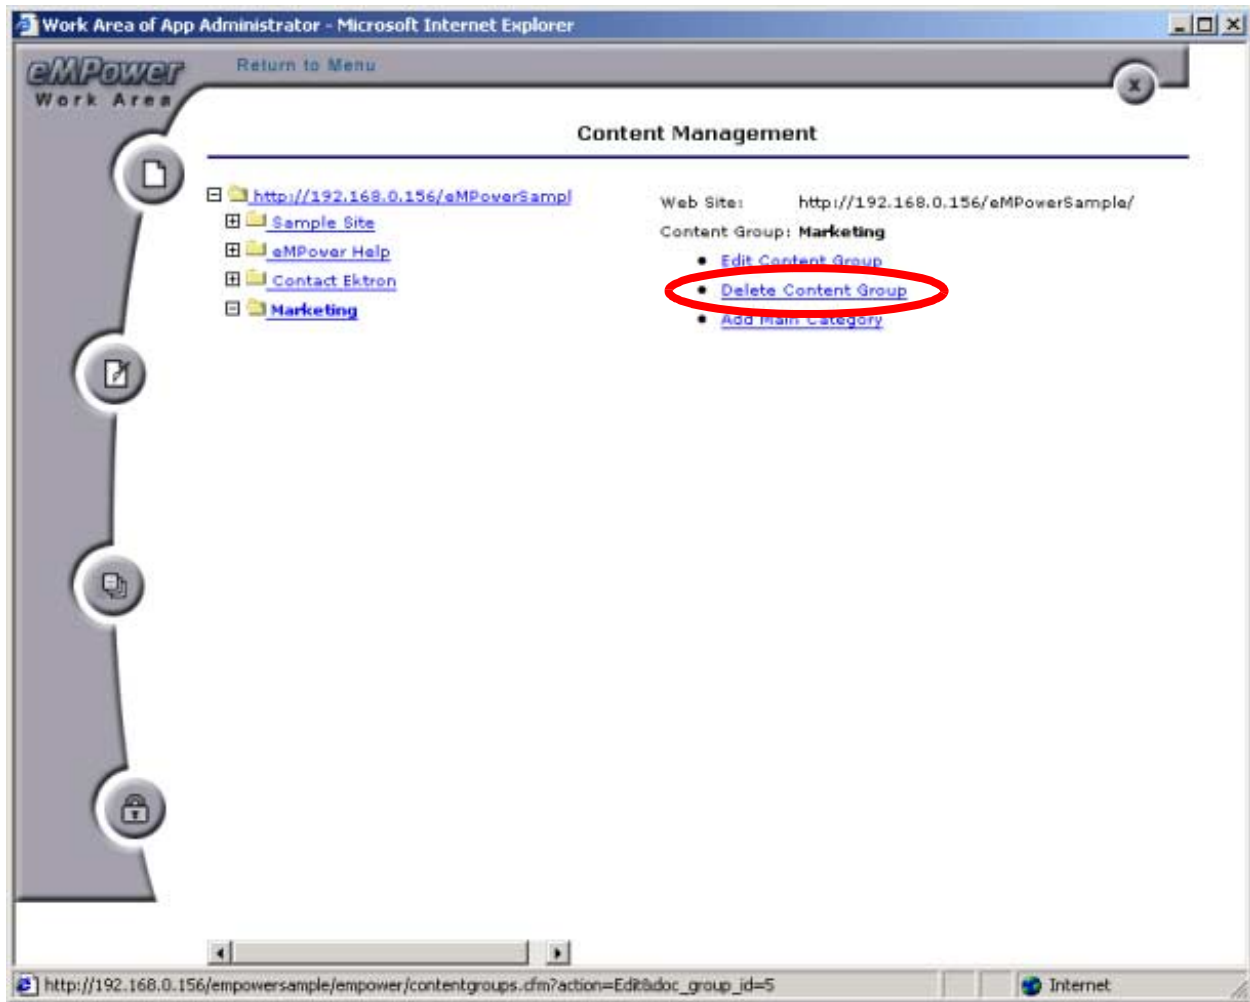 Work Area of App Administrator - Microsoft Internet Explorer
eMPower
Work Area
Return to Menu
x
Content Management
http://192.168.0.156/eMPowerSampl
Sample Site
eMPower Help
Contact Ektron
Marketing
Web Site: http://192.168.0.156/eMPowerSample/
Content Group: Marketing
Edit Content Group
Delete Content Group
Add Main Category
http://192.168.0.156/empowersample/empower/contentgroups.cfm?action=Edit&doc_group_id=5
Internet